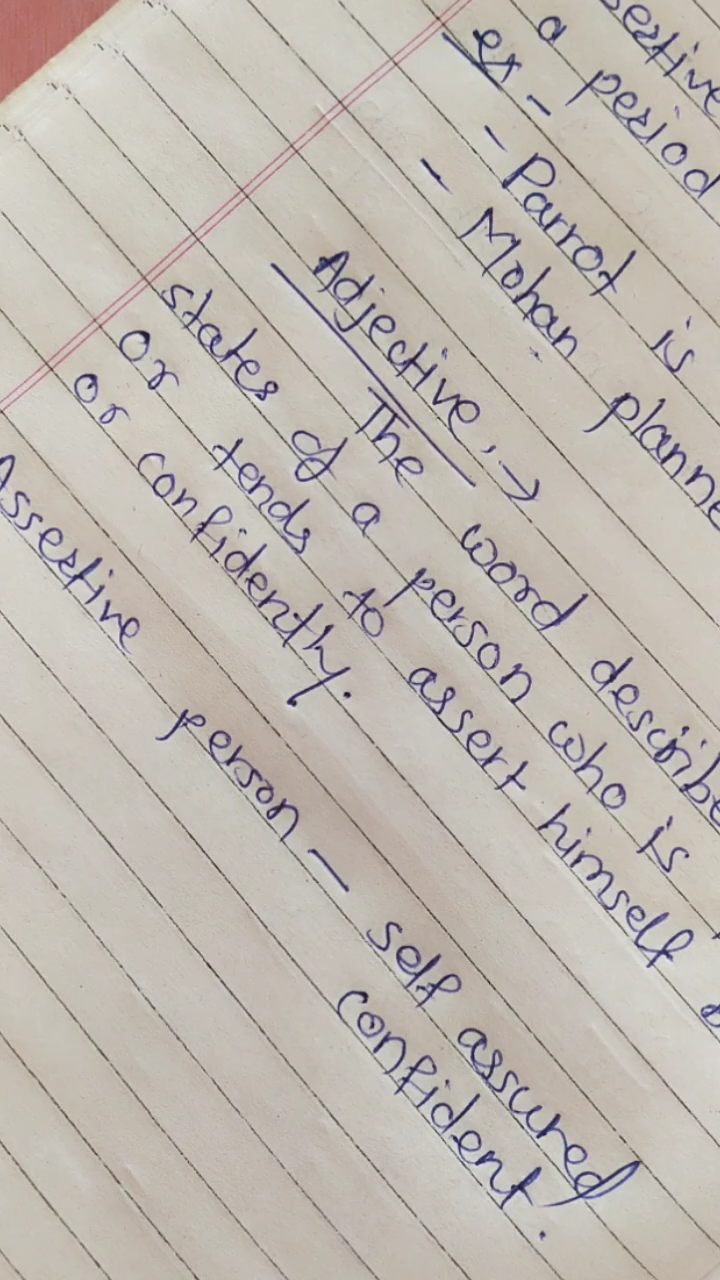 a period
ex -
- Parrot is
- Mohan planne
Adjective, →
The word describe
states of a person who is
or tends to assert himself
or confidently.
Assertive person - self assured
confident.